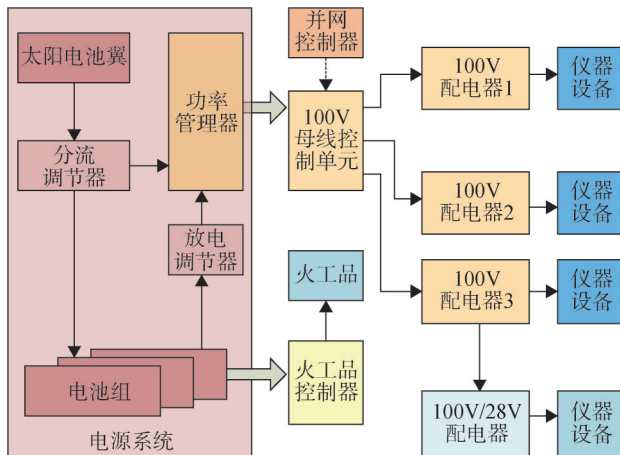 太阳电池翼
分流
调节器
功率
管理器
放电
调节器
电池组
电源系统
并网
控制器
100V
母线控
制单元
火工品
火工品
控制器
100V
配电器1
仪器
设备
100V
配电器2
仪器
设备
100V
配电器3
仪器
设备
100V/28V
配电器
仪器
设备